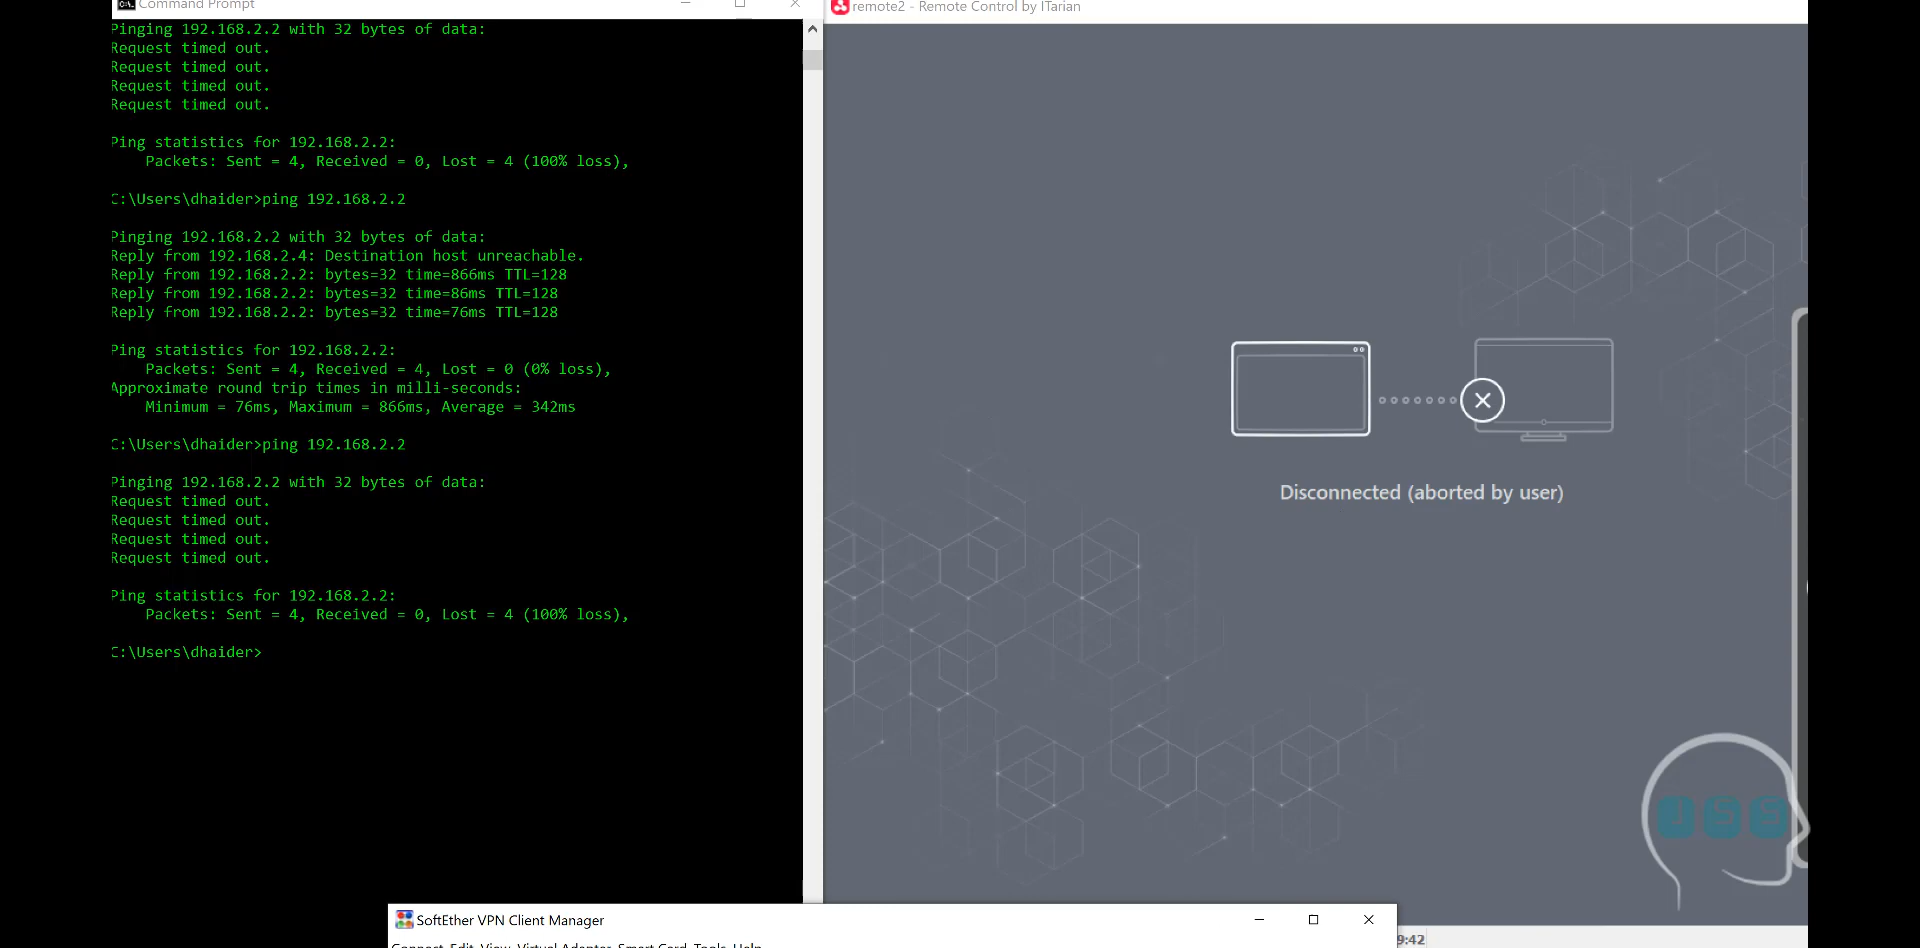 Command Prompt
Pinging 192.168.2.2 with 32 bytes of data:
Request timed out.
Request timed out.
Request timed out.
Request timed out.
Ping statistics for 192.168.2.2:
Packets: Sent = 4, Received = 0, Lost = 4 (100% loss),
C:\Users\dhaider>ping 192.168.2.2
Pinging 192.168.2.2 with 32 bytes of data:
Reply from 192.168.2.4: Destination host unreachable.
Reply from 192.168.2.2: bytes=32 time=866ms TTL=128
Reply from 192.168.2.2: bytes=32 time=86ms TTL=128
Reply from 192.168.2.2: bytes=32 time=76ms TTL=128
Ping statistics for 192.168.2.2:
Packets: Sent = 4, Received = 4, Lost = 0 (0% loss),
Approximate round trip times in milli-seconds:
Minimum = 76ms, Maximum = 866ms, Average = 342ms
C:\Users\dhaider>ping 192.168.2.2
Pinging 192.168.2.2 with 32 bytes of data:
Request timed out.
Request timed out.
Request timed out.
Request timed out.
Ping statistics for 192.168.2.2:
Packets: Sent = 4, Received = 0, Lost = 4 (100% loss),
C:\Users\dhaider>
remote2 - Remote Control by ITarian
Disconnected (aborted by user)
JSS
SoftEther VPN Client Manager
Connect Edit View Virtual Adapter Smart Card Tools Help
9:42